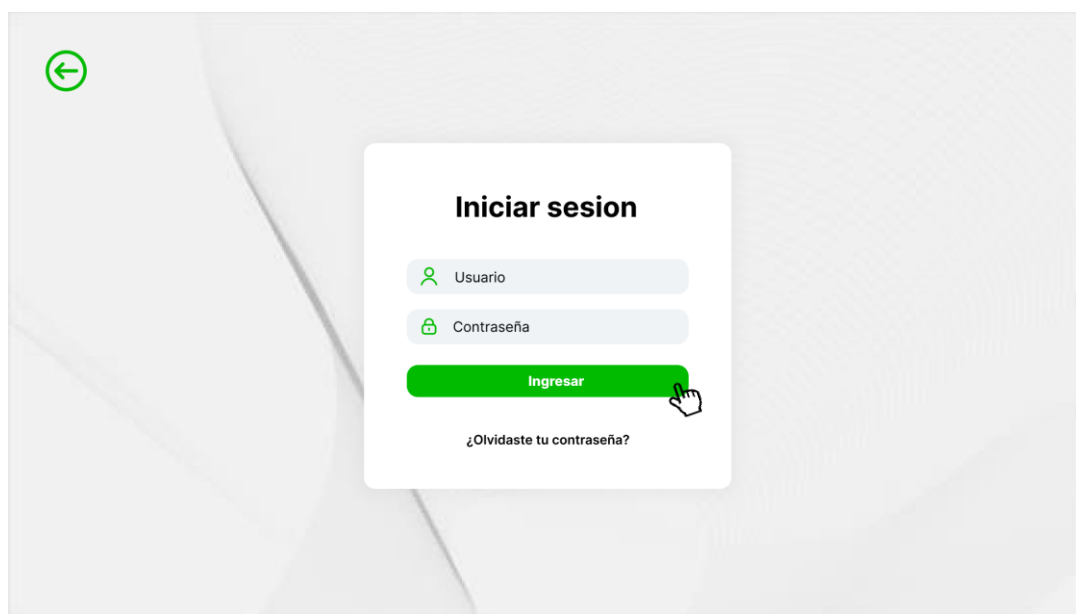 Iniciar sesion
Usuario
Contraseña
Ingresar
¿Olvidaste tu contraseña?